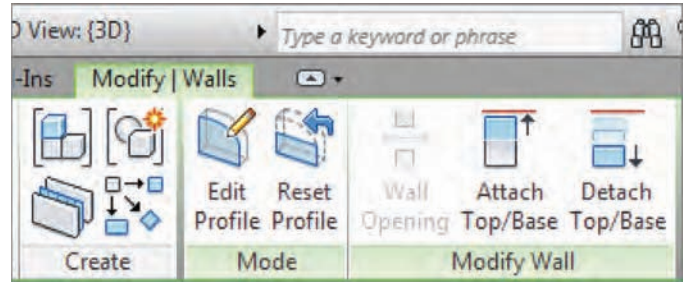 D View: {3D}
Type a keyword or phrase
-Ins Modify | Walls
Edit Profile
Reset Profile
Wall Opening
Attach Top/Base
Detach Top/Base
Create
Mode
Modify Wall